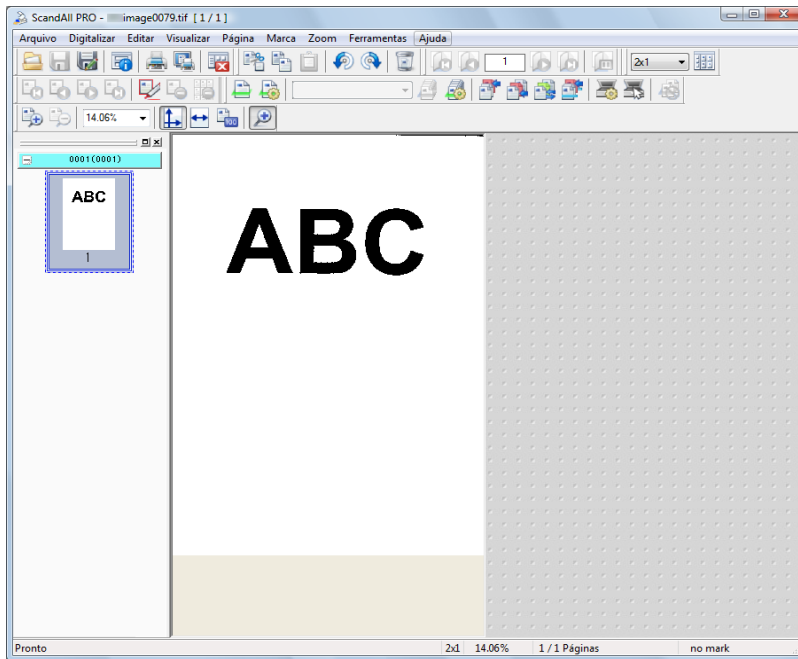 ScandAll PRO - image0079.tif [ 1 / 1 ]
Arquivo Digitalizar Editar Visualizar Página Marca Zoom Ferramentas Ajuda
1 2x1
14.06% 100
0001(0001)
ABC
1
ABC
Pronto 2x1 14.06% 1 / 1 Páginas no mark